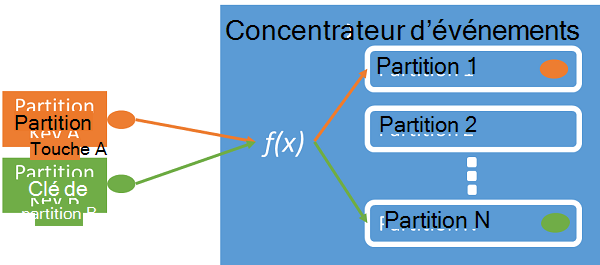 Concentrateur d’événements
Partition 1
Partition
Key A
Partition
Touche A
Partition 2
f(x)
Partition
Key B
Clé de
partition B
Partition N